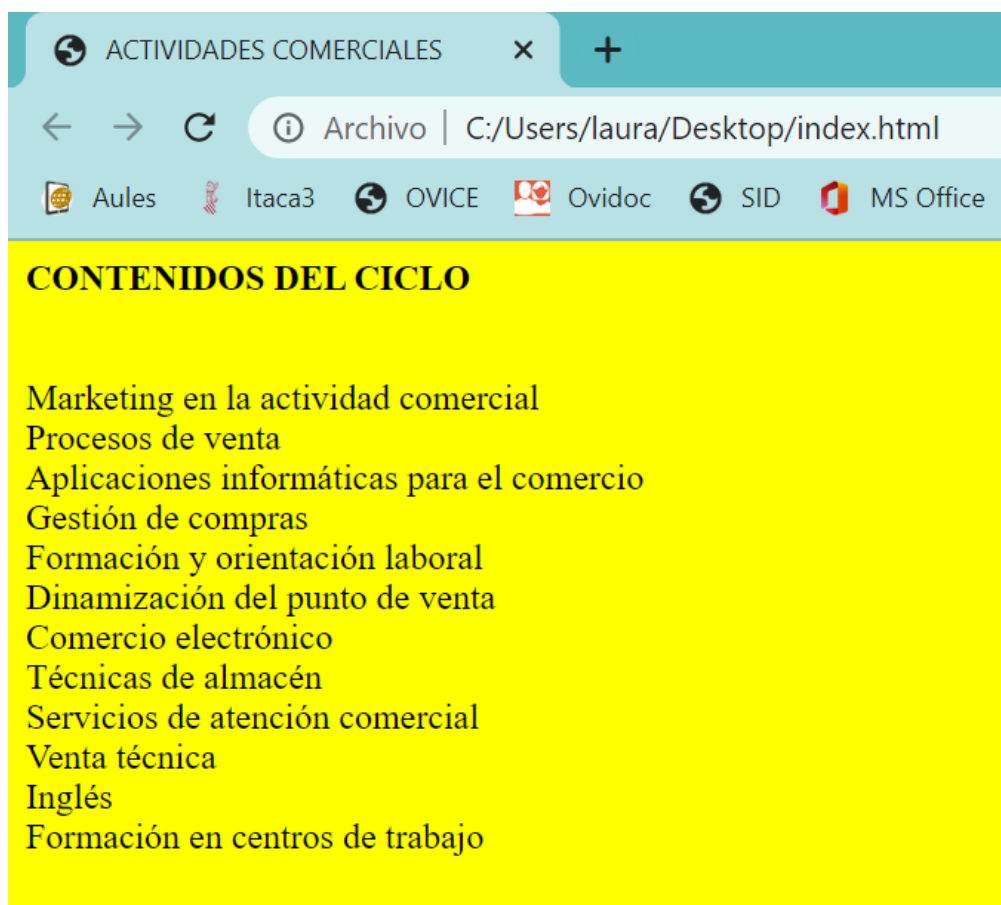 ACTIVIDADES COMERCIALES
Archivo | C:/Users/laura/Desktop/index.html
Aules Itaca3 OVICE Ovidoc SID MS Office
CONTENIDOS DEL CICLO
Marketing en la actividad comercial
Procesos de venta
Aplicaciones informáticas para el comercio
Gestión de compras
Formación y orientación laboral
Dinamización del punto de venta
Comercio electrónico
Técnicas de almacén
Servicios de atención comercial
Venta técnica
Inglés
Formación en centros de trabajo